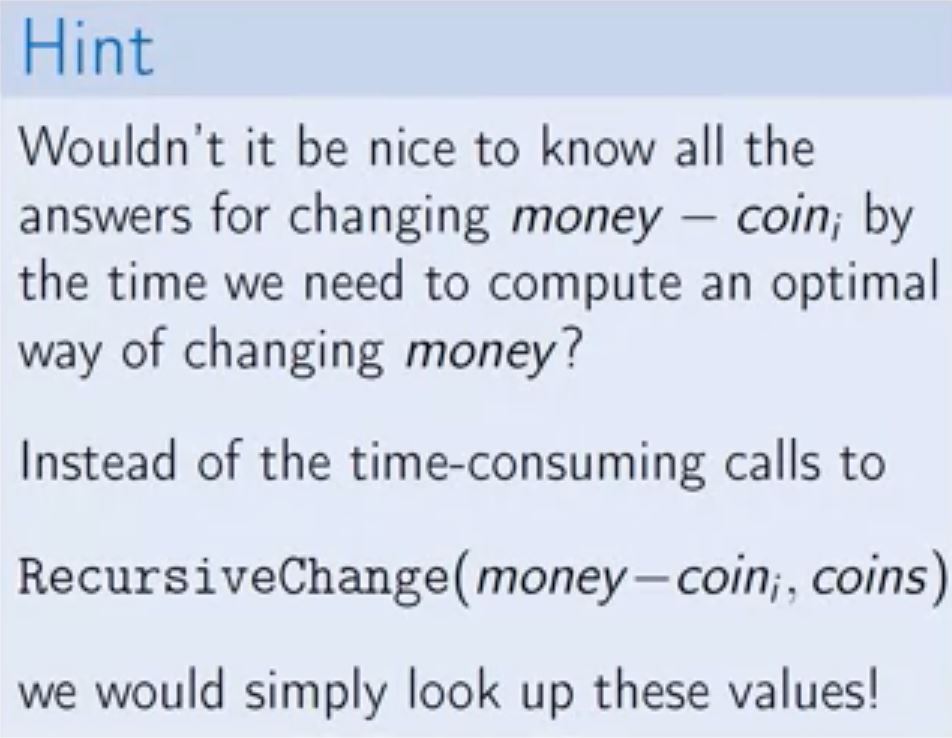 Hint
Wouldn't it be nice to know all the
answers for changing money − coinᵢ by
the time we need to compute an optimal
way of changing money?
Instead of the time-consuming calls to
RecursiveChange(money−coinᵢ, coins)
we would simply look up these values!